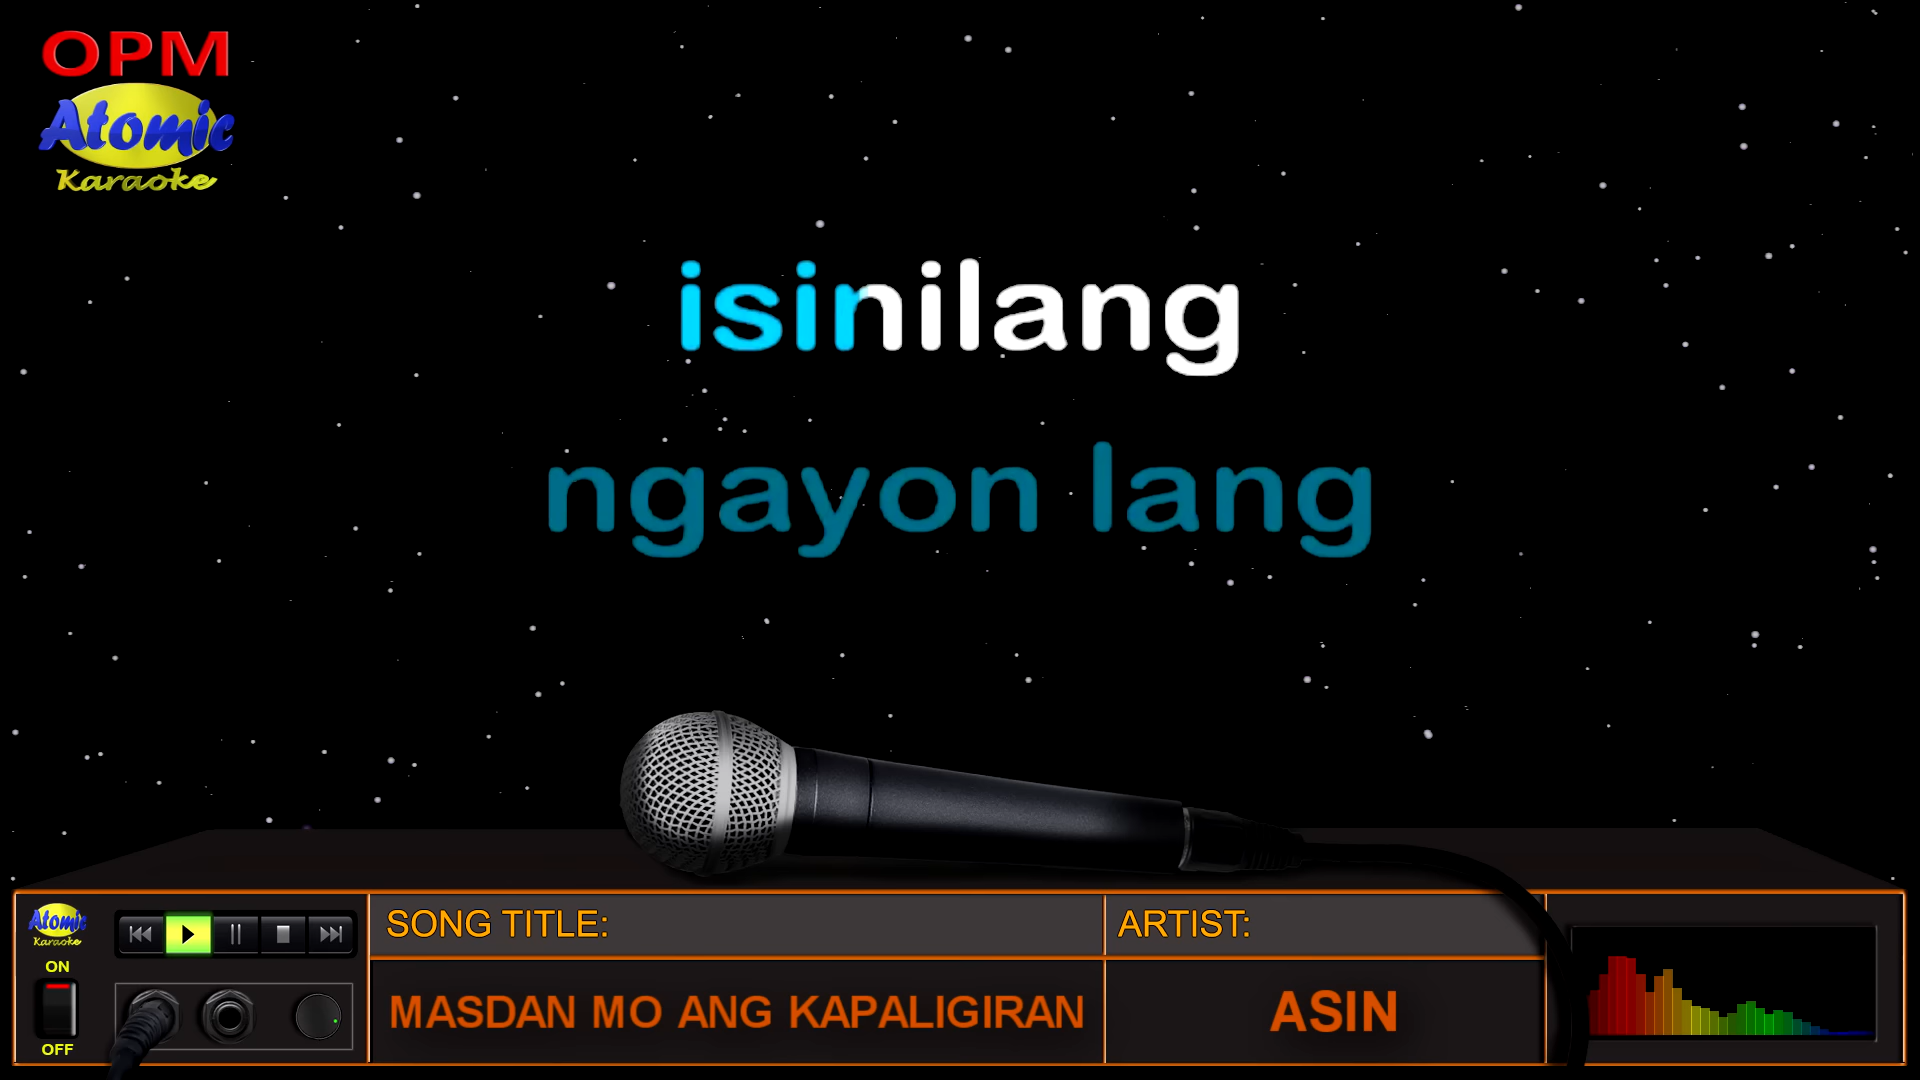 OPM
Atomic
Karaoke
isinilang
ngayon lang
Atomic
Karaoke
ON
OFF
SONG TITLE:
ARTIST:
MASDAN MO ANG KAPALIGIRAN
ASIN